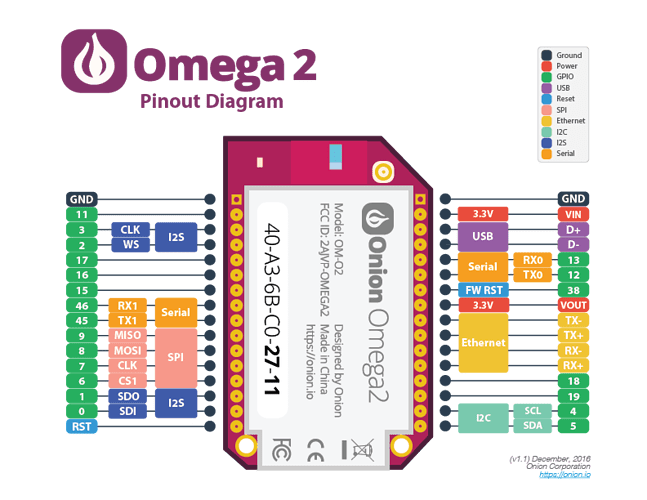 Omega 2
Pinout Diagram
Ground
Power
GPIO
USB
Reset
SPI
Ethernet
I2C
I2S
Serial
GND
11
3 CLK I2S
2 WS
17
16
15
46 RX1 Serial
45 TX1
9 MISO SPI
8 MOSI
7 CLK
6 CS1
1 SDO I2S
0 SDI
RST
Onion Omega2
Model: OM-O2
FCC ID: 2AJVP-OMEGA2
Designed by Onion
Made in China
https://onion.io
40-A3-6B-C0-27-11
FC CE
GND
3.3V VIN
USB D+
D-
Serial RX0 13
TX0 12
FW RST 38
3.3V VOUT
Ethernet TX-
TX+
RX-
RX+
18
19
I2C SCL 4
SDA 5
(v1.1) December, 2016
Onion Corporation
https://onion.io